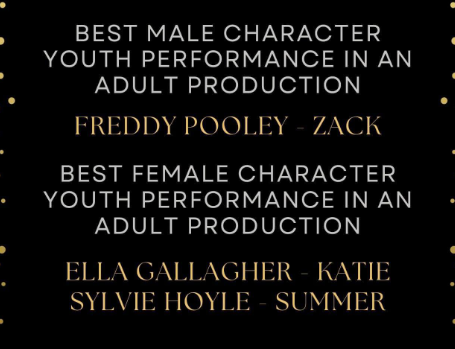 BEST MALE CHARACTER
YOUTH PERFORMANCE IN AN
ADULT PRODUCTION
FREDDY POOLEY - ZACK
BEST FEMALE CHARACTER
YOUTH PERFORMANCE IN AN
ADULT PRODUCTION
ELLA GALLAGHER - KATIE
SYLVIE HOYLE - SUMMER